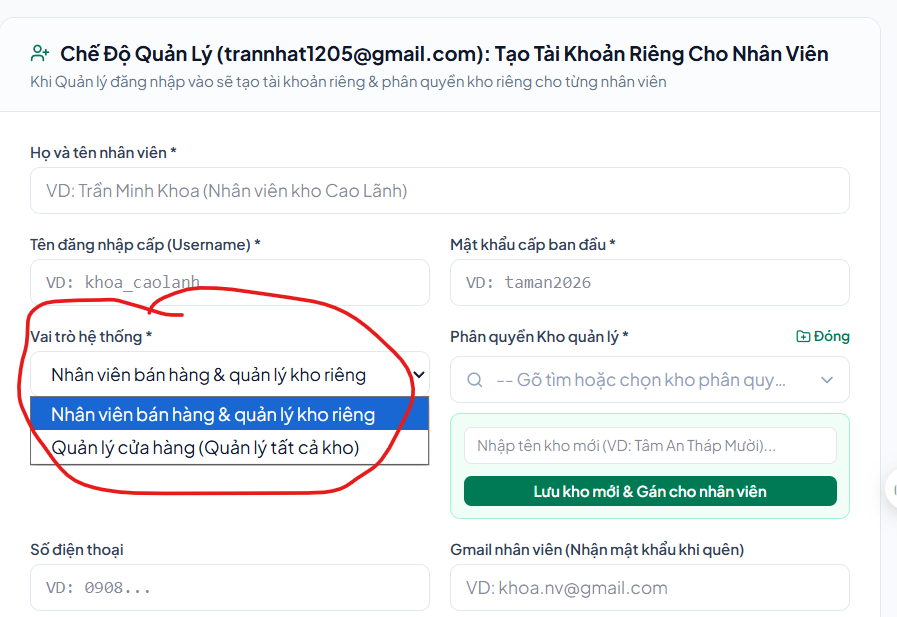 Chế Độ Quản Lý (trannhat1205@gmail.com): Tạo Tài Khoản Riêng Cho Nhân Viên
Khi Quản lý đăng nhập vào sẽ tạo tài khoản riêng & phân quyền kho riêng cho từng nhân viên
Họ và tên nhân viên *
VD: Trần Minh Khoa (Nhân viên kho Cao Lãnh)
Tên đăng nhập cấp (Username) *
Mật khẩu cấp ban đầu *
VD: khoa_caolanh
VD: taman2026
Vai trò hệ thống *
Phân quyền Kho quản lý *
Đóng
Nhân viên bán hàng & quản lý kho riêng
-- Gõ tìm hoặc chọn kho phân quy...
Nhân viên bán hàng & quản lý kho riêng
Quản lý cửa hàng (Quản lý tất cả kho)
Nhập tên kho mới (VD: Tâm An Tháp Mười)...
Lưu kho mới & Gán cho nhân viên
Số điện thoại
Gmail nhân viên (Nhận mật khẩu khi quên)
VD: 0908...
VD: khoa.nv@gmail.com